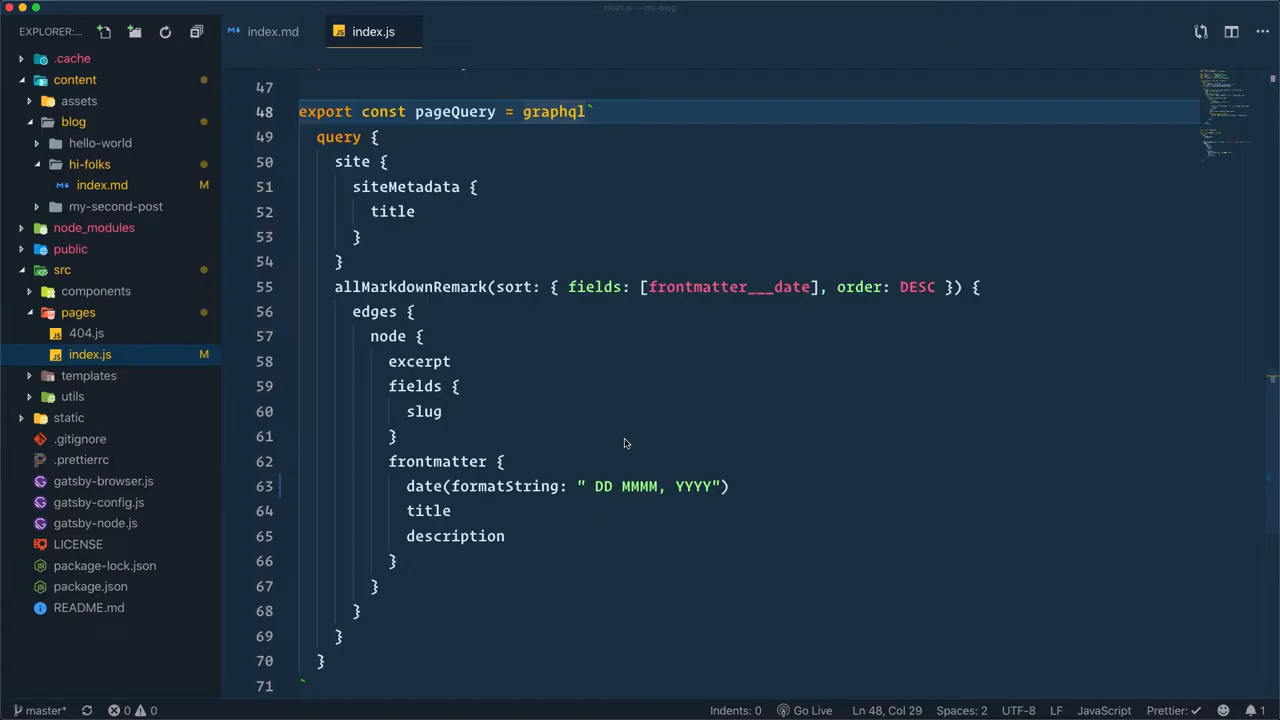 index.js — my-blog
EXPLORER:...
index.md
index.js
.cache
content
assets
blog
hello-world
hi-folks
index.md M
my-second-post
node_modules
public
src
components
pages
404.js
index.js M
templates
utils
static
.gitignore
.prettierrc
gatsby-browser.js
gatsby-config.js
gatsby-node.js
LICENSE
package-lock.json
package.json
README.md
47
48 export const pageQuery = graphql`
49 query {
50 site {
51 siteMetadata {
52 title
53 }
54 }
55 allMarkdownRemark(sort: { fields: [frontmatter___date], order: DESC }) {
56 edges {
57 node {
58 excerpt
59 fields {
60 slug
61 }
62 frontmatter {
63 date(formatString: " DD MMMM, YYYY")
64 title
65 description
66 }
67 }
68 }
69 }
70 }
71 `
master* 0 0 Indents: 0 Go Live Ln 48, Col 29 Spaces: 2 UTF-8 LF JavaScript Prettier: ✓ 1